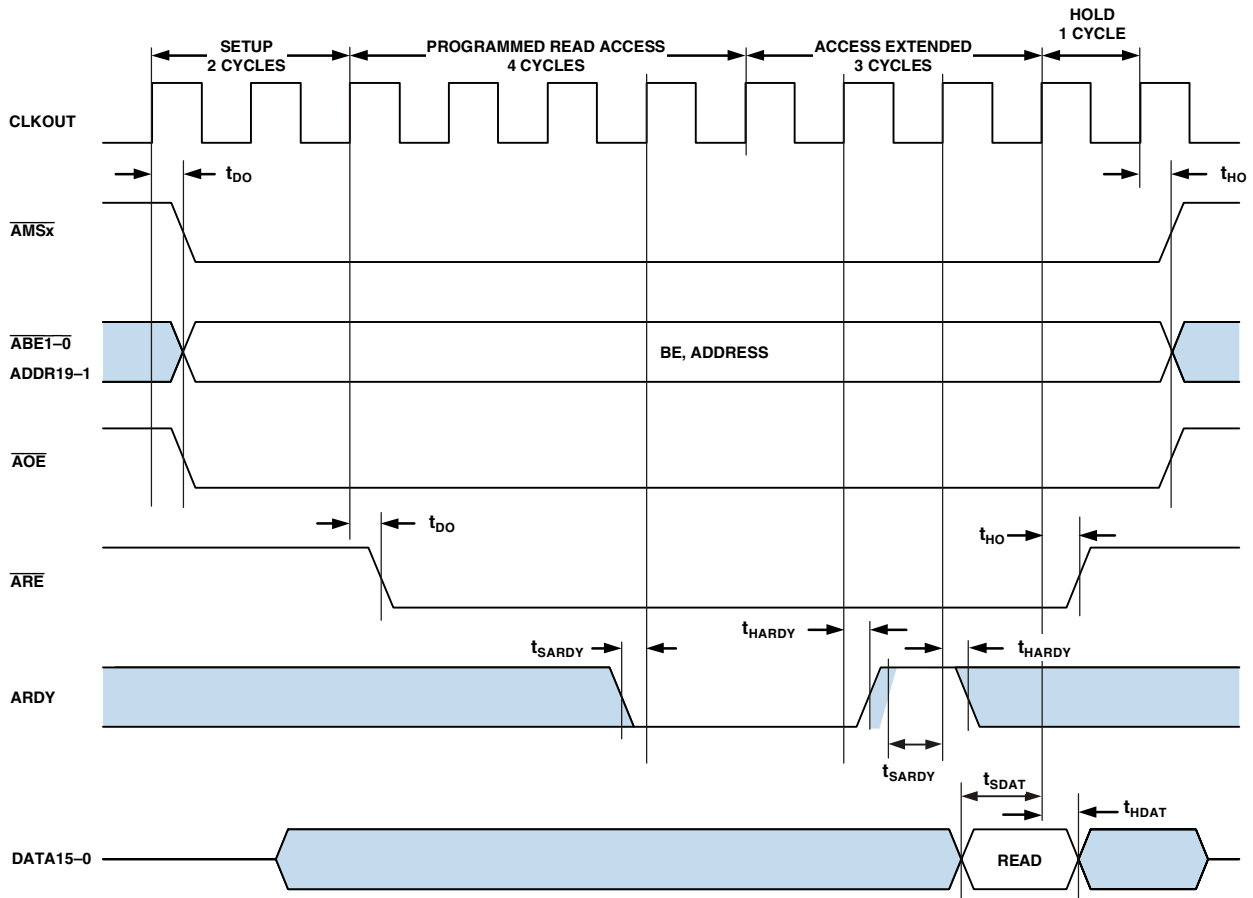 HOLD
1 CYCLE
SETUP
2 CYCLES
PROGRAMMED READ ACCESS
4 CYCLES
ACCESS EXTENDED
3 CYCLES
CLKOUT
tDO
tHO
AMSx
ABE1–0
ADDR19–1
BE, ADDRESS
AOE
tDO
tHO
ARE
tSARDY
tHARDY
tHARDY
ARDY
tSARDY
tSDAT
tHDAT
DATA15–0
READ